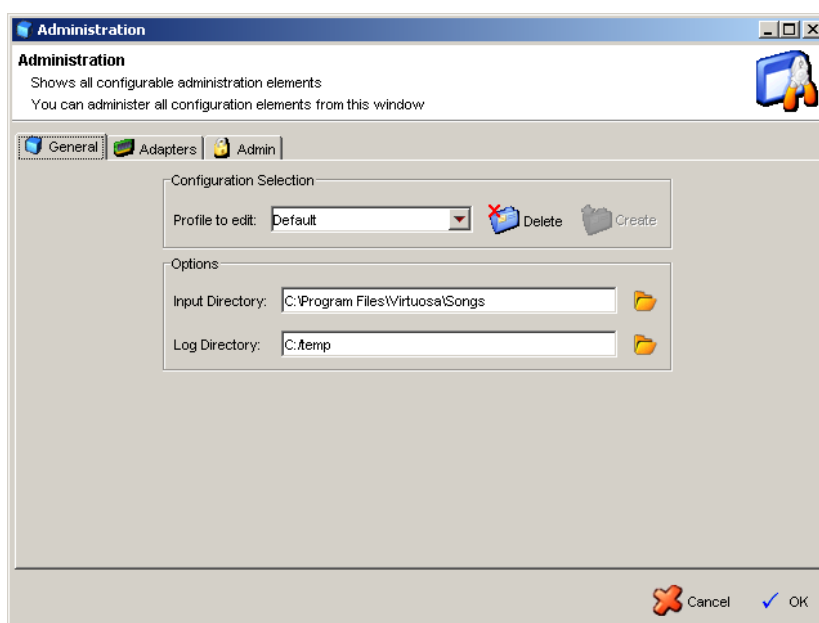 Administration
Administration
Shows all configurable administration elements
You can administer all configuration elements from this window
General Adapters Admin
Configuration Selection
Profile to edit: Default Delete Create
Options
Input Directory: C:\Program Files\Virtuosa\Songs
Log Directory: C:/temp
Cancel OK